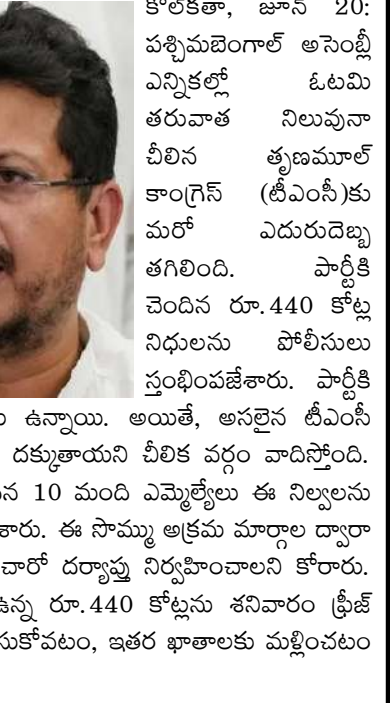 కోల్‌కతా, జూన్ 20:
పశ్చిమబెంగాల్ అసెంబ్లీ
ఎన్నికల్లో ఓటమి
తరువాత నిలువునా
చీలిన తృణమూల్
కాంగ్రెస్ (టీఎంసీ)కు
మరో ఎదురుదెబ్బ
తగిలింది. పార్టీకి
చెందిన రూ.440 కోట్ల
నిధులను పోలీసులు
స్తంభింపజేశారు. పార్టీకి
ఉన్నాయి. అయితే, అసలైన టీఎంసీ
దక్కుతాయని చీలిక వర్గం వాదిస్తోంది.
10 మంది ఎమ్మెల్యేలు ఈ నిల్వలను
ఈ సొమ్ము అక్రమ మార్గాల ద్వారా
దర్యాప్తు నిర్వహించాలని కోరారు.
ఉన్న రూ.440 కోట్లను శనివారం ఫ్రీజ్
ఇతర ఖాతాలకు మళ్లించటం